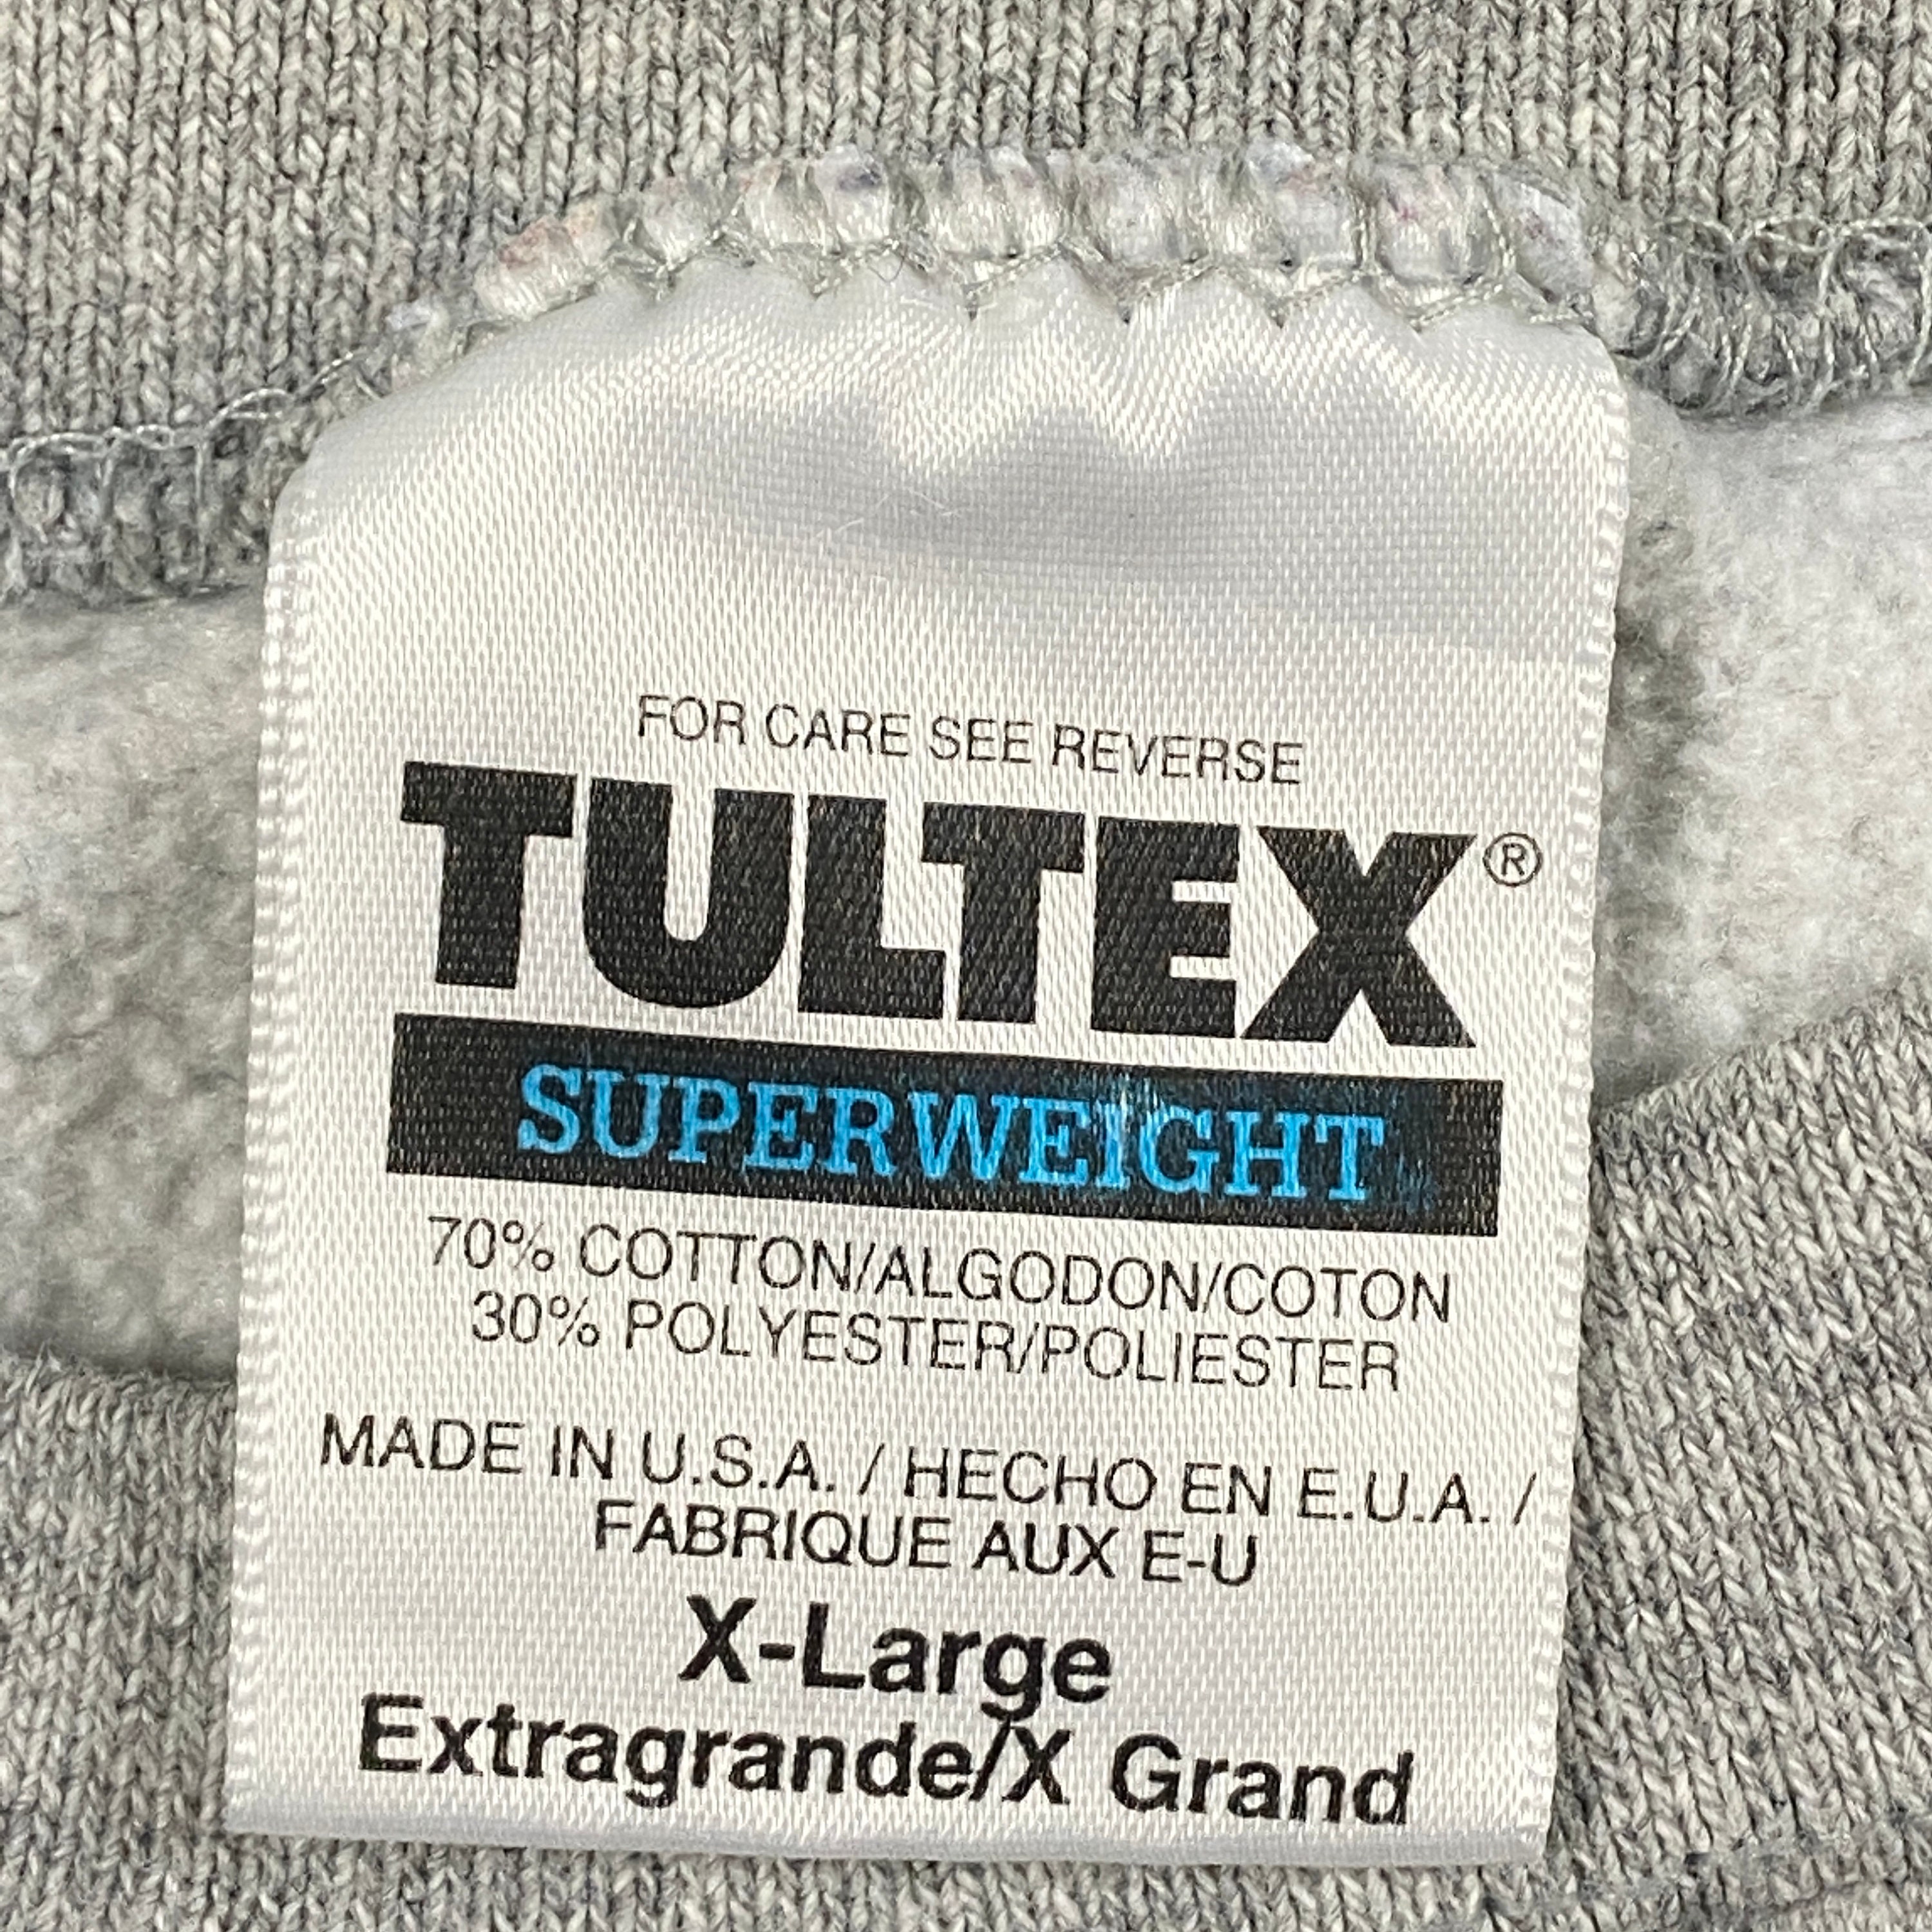 FOR CARE SEE REVERSE
TULTEX®
SUPERWEIGHT
70% COTTON/ALGODON/COTON
30% POLYESTER/POLIESTER
MADE IN U.S.A. / HECHO EN E.U.A. /
FABRIQUE AUX E-U
X-Large
Extragrande/X Grand